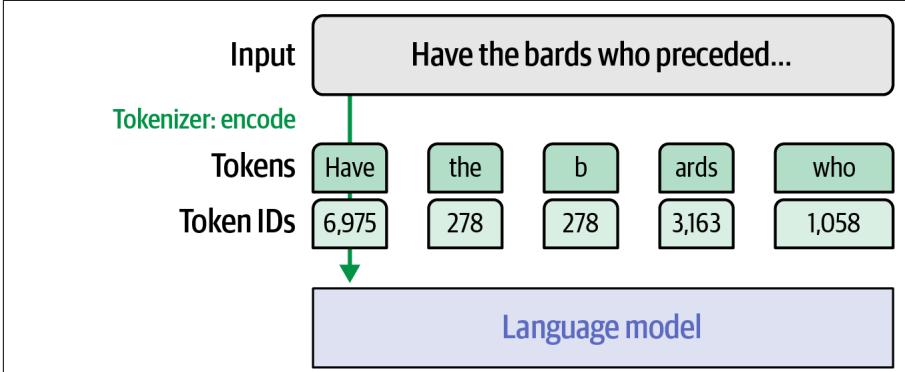 Input Have the bards who preceded...
Tokenizer: encode
Tokens Have the b ards who
Token IDs 6,975 278 278 3,163 1,058
Language model